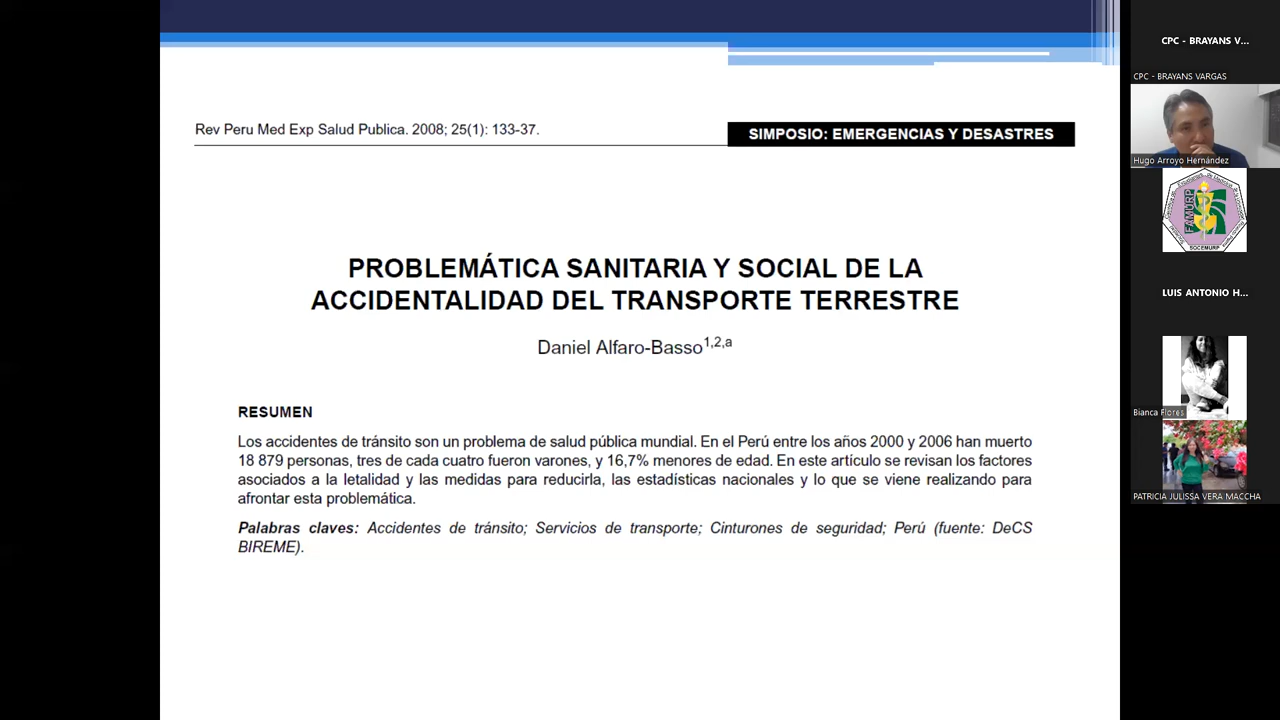 Rev Peru Med Exp Salud Publica. 2008; 25(1): 133-37.
SIMPOSIO: EMERGENCIAS Y DESASTRES
PROBLEMÁTICA SANITARIA Y SOCIAL DE LA
ACCIDENTALIDAD DEL TRANSPORTE TERRESTRE
Daniel Alfaro-Basso1,2,a
RESUMEN
Los accidentes de tránsito son un problema de salud pública mundial. En el Perú entre los años 2000 y 2006 han muerto
18 879 personas, tres de cada cuatro fueron varones, y 16,7% menores de edad. En este artículo se revisan los factores
asociados a la letalidad y las medidas para reducirla, las estadísticas nacionales y lo que se viene realizando para
afrontar esta problemática.
Palabras claves: Accidentes de tránsito; Servicios de transporte; Cinturones de seguridad; Perú (fuente: DeCS
BIREME).
CPC - BRAYANS V...
CPC - BRAYANS VARGAS
Hugo Arroyo Hernández
FAMURP
SOCEMURP
LUIS ANTONIO H...
Bianca Flores
PATRICIA JULISSA VERA MACCHA